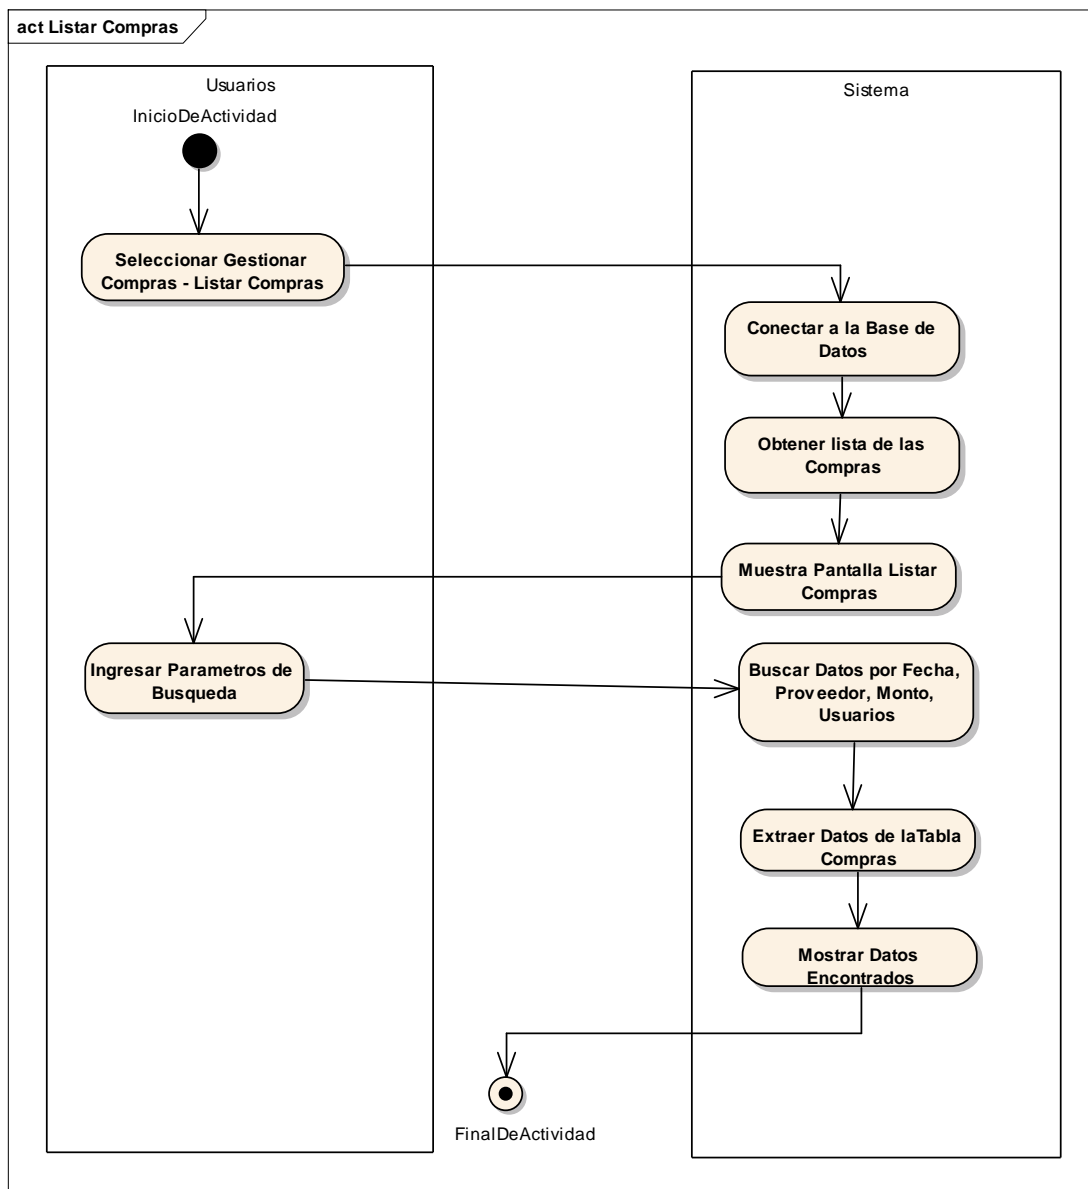 act Listar Compras
Usuarios
Sistema
InicioDeActividad
Seleccionar Gestionar
Compras - Listar Compras
Conectar a la Base de
Datos
Obtener lista de las
Compras
Muestra Pantalla Listar
Compras
Ingresar Parametros de
Busqueda
Buscar Datos por Fecha,
Proveedor, Monto,
Usuarios
Extraer Datos de laTabla
Compras
Mostrar Datos
Encontrados
FinalDeActividad